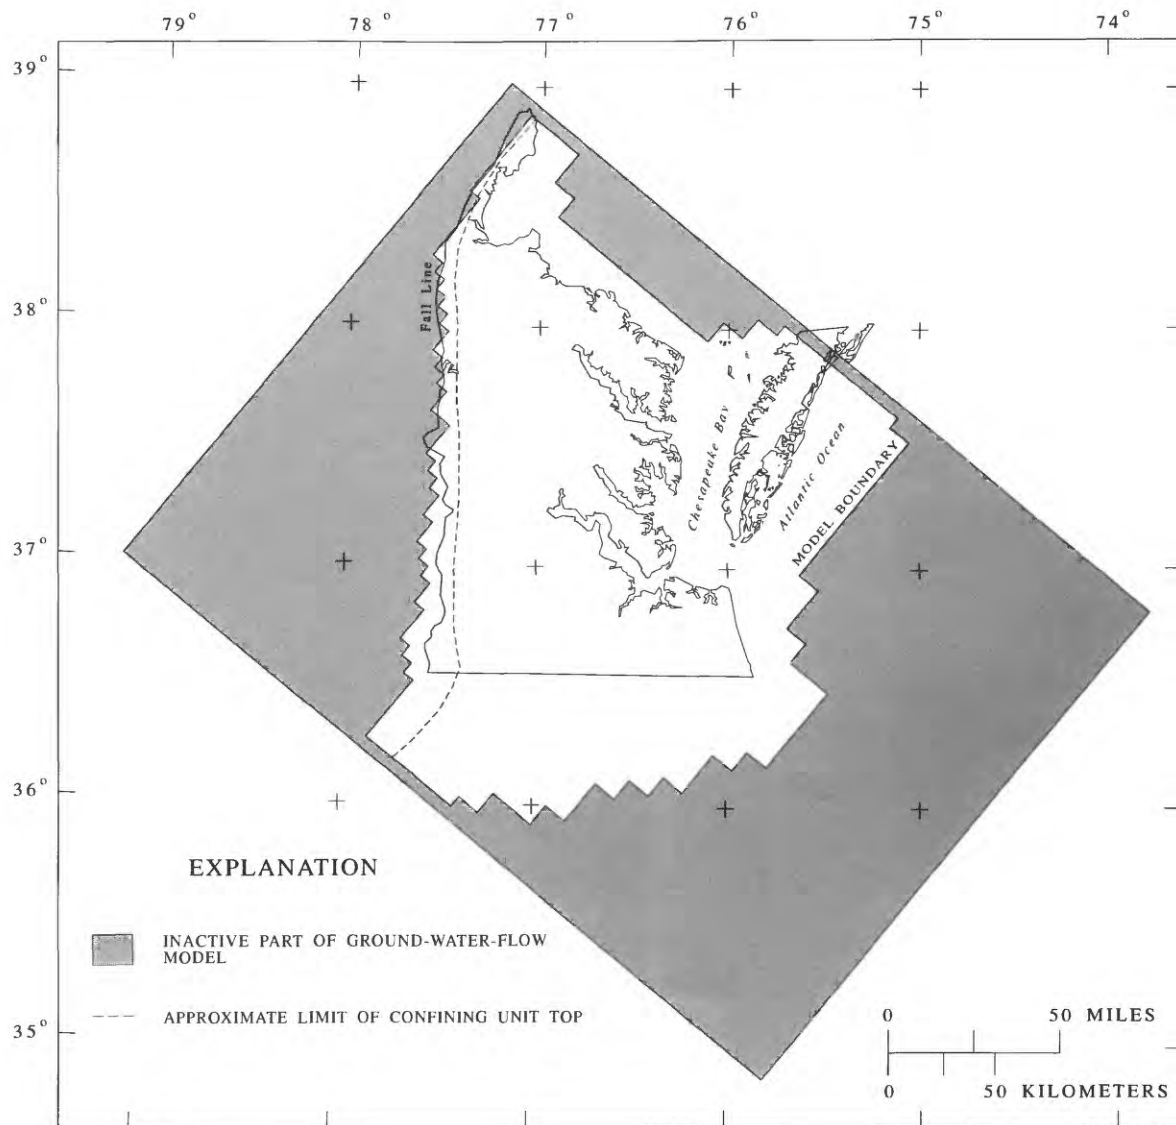 79° 78° 77° 76° 75° 74°
39°
38°
37°
36°
35°
Fall Line
Chesapeake Bay
Atlantic Ocean
MODEL BOUNDARY
EXPLANATION
INACTIVE PART OF GROUND-WATER-FLOW
MODEL
APPROXIMATE LIMIT OF CONFINING UNIT TOP
0 50 MILES
0 50 KILOMETERS